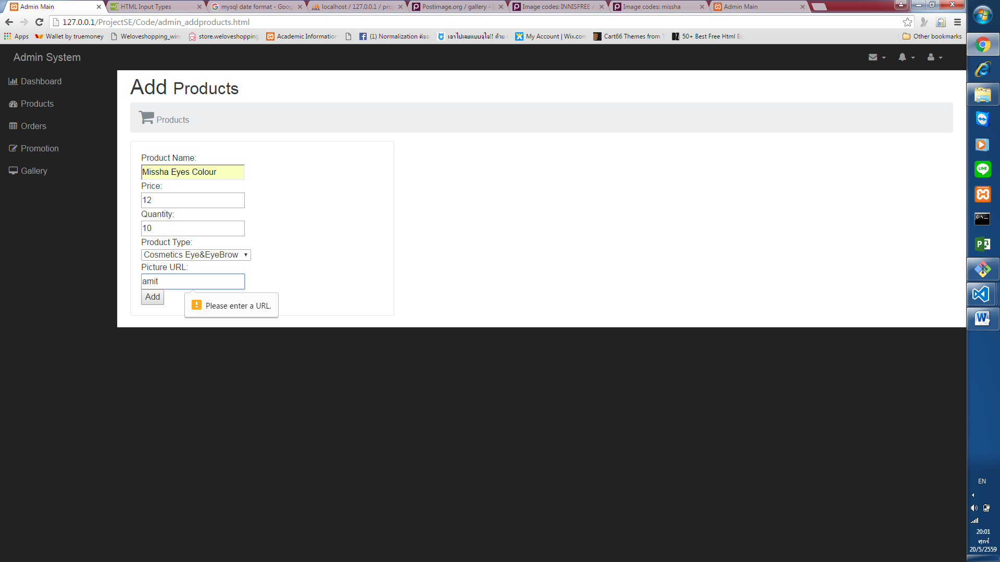 Admin Main
HTML Input Types
mysql date format - Goog
localhost / 127.0.0.1 / pro
Postimage.org / gallery -
Image codes: INNISFREE A
Image codes: missha
Admin Main
127.0.0.1/ProjectSE/Code/admin_addproducts.html
Apps
Wallet by truemoney
Weloveshopping_win
store.weloveshopping
Academic Information
(1) Normalization คืออ
เอาไปเลยแบบจุใจ!! ด้วย
My Account | Wix.com
Cart66 Themes from T
50+ Best Free Html Ec
Other bookmarks
Admin System
Dashboard
Products
Orders
Promotion
Gallery
Add Products
Products
Product Name:
Missha Eyes Colour
Price:
12
Quantity:
10
Product Type:
Cosmetics Eye&EyeBrow
Picture URL:
amit
Add
Please enter a URL.
LINE
EN
20:01
ศุกร์
20/5/2559